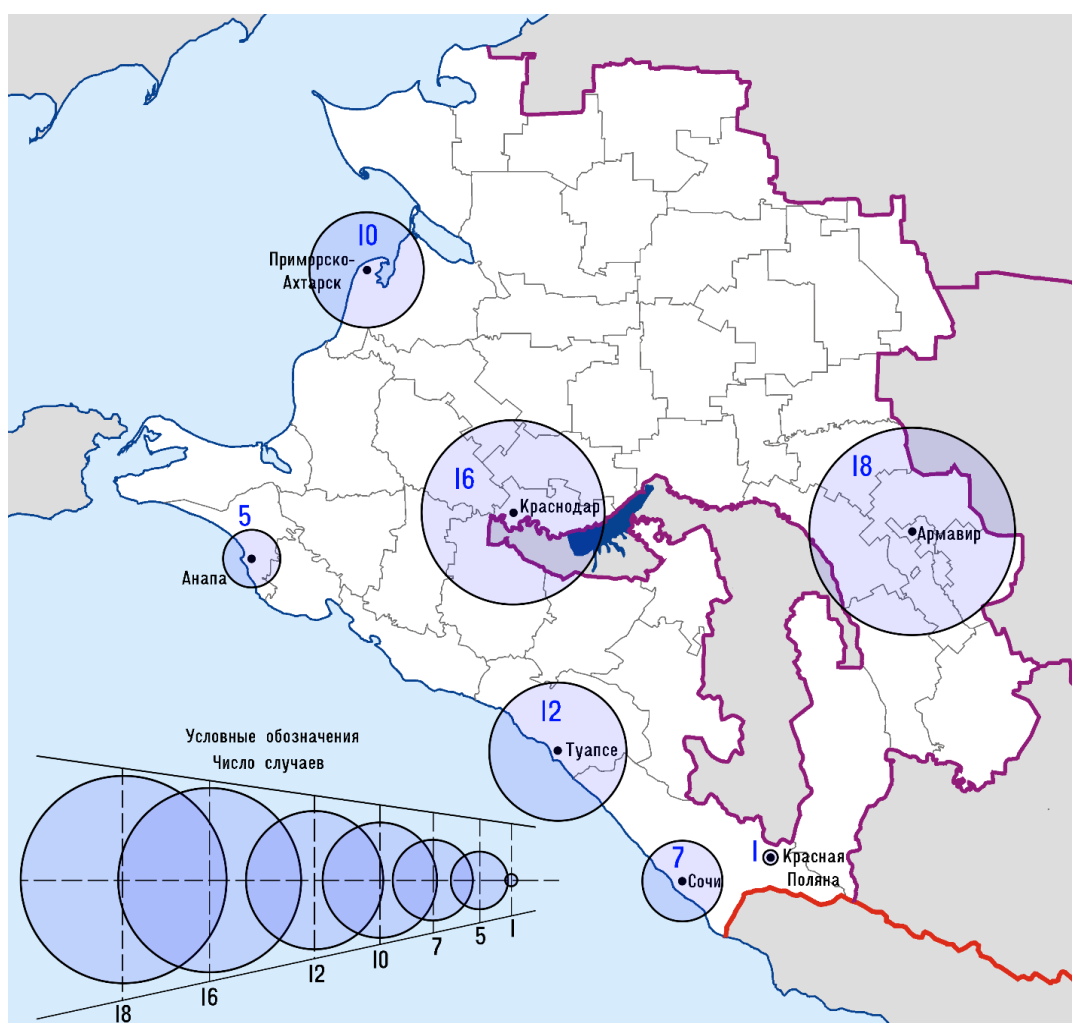 10
Приморско-
Ахтарск
16
Краснодар
18
Армавир
5
Анапа
12
Туапсе
7
Сочи
1
Красная
Поляна
Условные обозначения
Число случаев
18
16
12
10
7
5
1